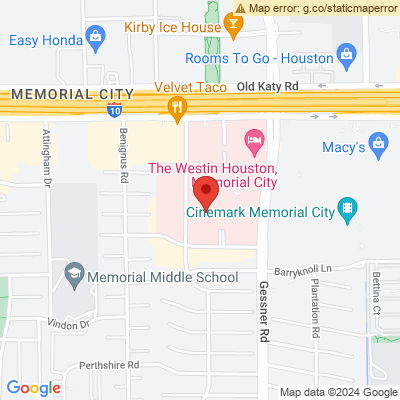 Map error: g.co/staticmaperror
Kirby Ice House
Easy Honda
Rooms To Go - Houston
Velvet Taco
Old Katy Rd
MEMORIAL CITY
10
Attingham Dr
Benignus Rd
Macy's
The Westin Houston,
Memorial City
Cinemark Memorial City
Barryknoll Ln
Memorial Middle School
Gessner Rd
Plantation Rd
Bettina Ct
Vindon Dr
Perthshire Rd
Google
Map data ©2024 Google